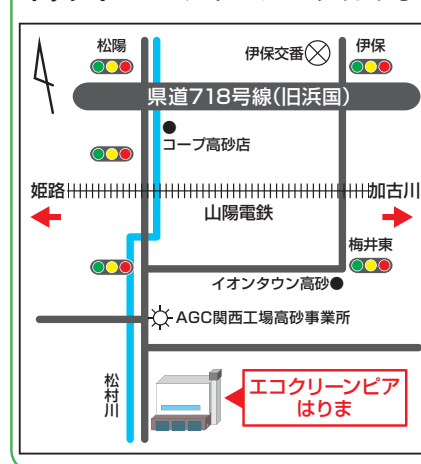 松陽
伊保交番
伊保
県道718号線(旧浜国)
コープ高砂店
姫路
加古川
山陽電鉄
梅井東
イオンタウン高砂
AGC関西工場高砂事業所
松村川
エコクリーンピア
はりま